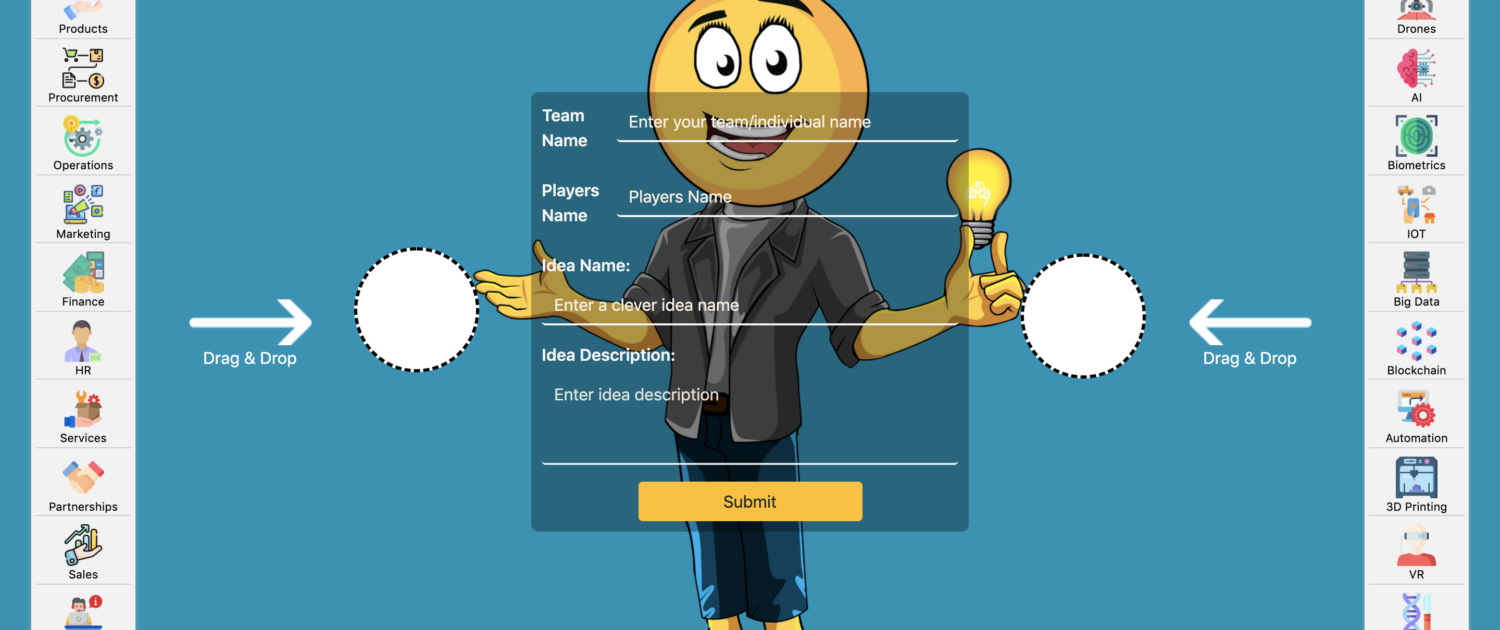 Products
Procurement
Operations
Marketing
Finance
HR
HR
Services
Partnerships
Sales
Drag & Drop
Team
Name
Enter your team/individual name
Players
Name
Players Name
Idea Name:
Enter a clever idea name
Idea Description:
Enter idea description
Submit
Drag & Drop
Drones
AI
Biometrics
IOT
Big Data
Blockchain
Automation
3D Printing
VR